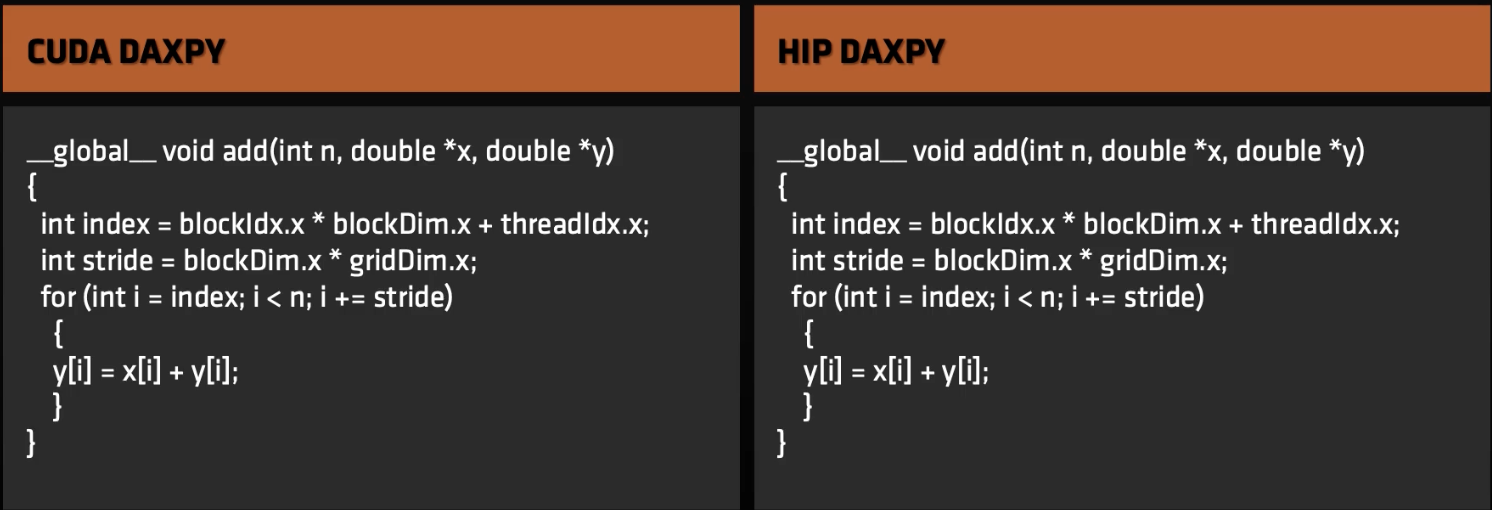 CUDA DAXPY
__global__ void add(int n, double *x, double *y)
{
int index = blockIdx.x * blockDim.x + threadIdx.x;
int stride = blockDim.x * gridDim.x;
for (int i = index; i < n; i += stride)
{
y[i] = x[i] + y[i];
}
}
HIP DAXPY
__global__ void add(int n, double *x, double *y)
{
int index = blockIdx.x * blockDim.x + threadIdx.x;
int stride = blockDim.x * gridDim.x;
for (int i = index; i < n; i += stride)
{
y[i] = x[i] + y[i];
}
}